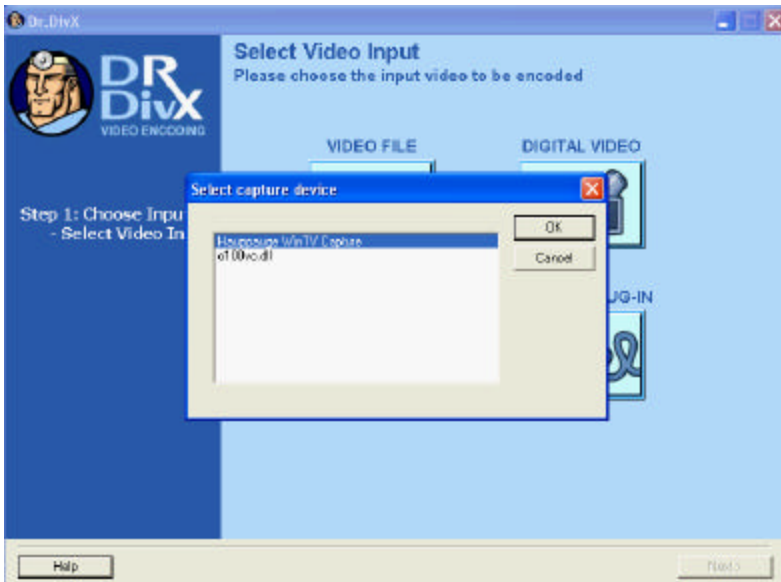 Dr.DivX
DR
DivX
VIDEO ENCODING
Select Video Input
Please choose the input video to be encoded
VIDEO FILE
DIGITAL VIDEO
Step 1: Choose Inpu
- Select Video In
Select capture device
Hauppauge WinTV Capture
OK
Cancel
UG-IN
Help
Next >